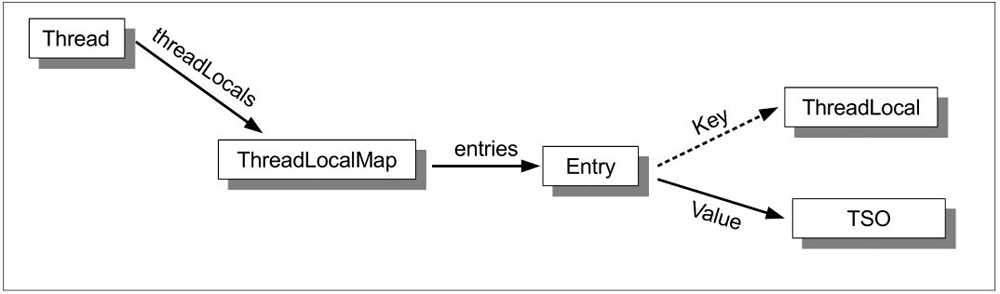 Thread
threadLocals
ThreadLocalMap
entries
Entry
Key
ThreadLocal
Value
TSO